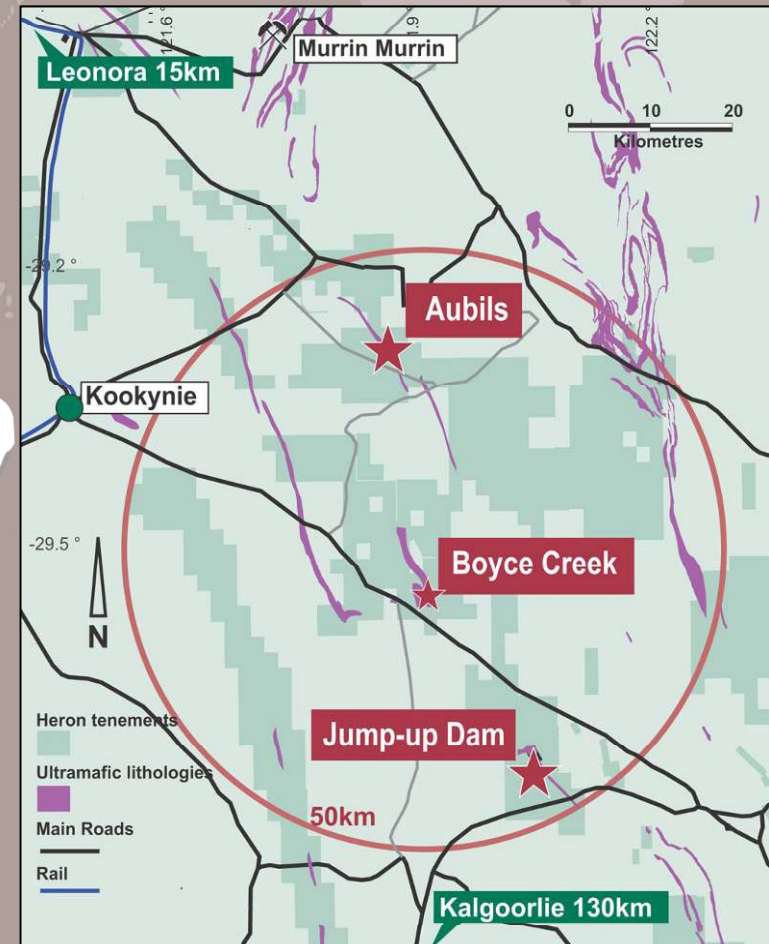 121.6
1.9
122.2
Murrin Murrin
Leonora 15km
0 10 20
Kilometres
-29.2 °
Aubils
Kookynie
-29.5 °
Boyce Creek
N
Heron tenements
Jump-up Dam
Ultramafic lithologies
50km
Main Roads
Rail
Kalgoorlie 130km